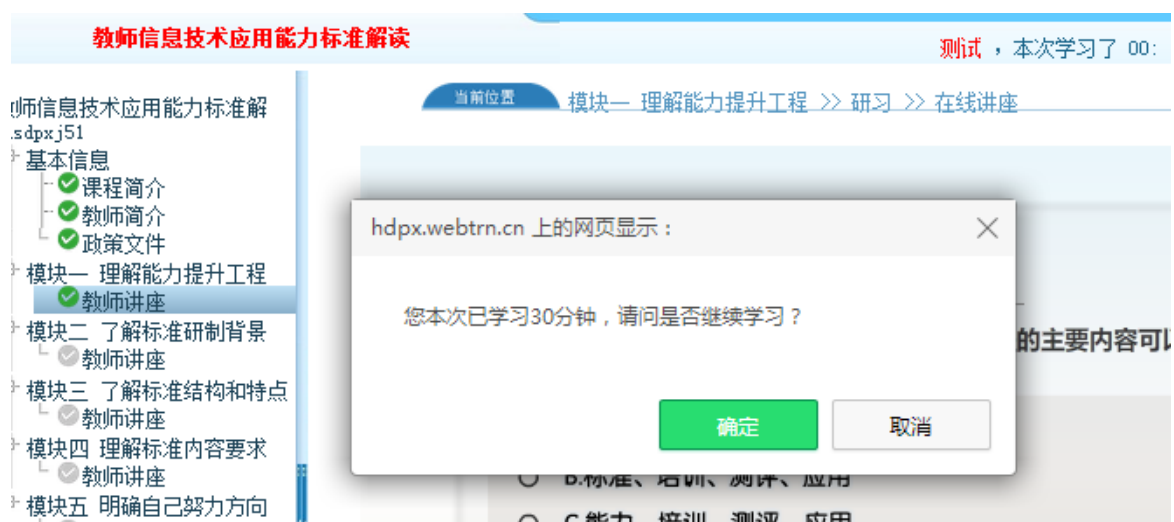 教师信息技术应用能力标准解读
测试 ，本次学习了 00:
当前位置
模块一 理解能力提升工程 >> 研习 >> 在线讲座
师信息技术应用能力标准解
sdpxj51
基本信息
课程简介
教师简介
政策文件
模块一 理解能力提升工程
教师讲座
模块二 了解标准研制背景
教师讲座
模块三 了解标准结构和特点
教师讲座
模块四 理解标准内容要求
教师讲座
模块五 明确自己努力方向
hdpx.webtrn.cn 上的网页显示：
您本次已学习30分钟，请问是否继续学习？
确定
取消
的主要内容可以
B.标准、培训、测评、应用
C.能力、培训、测评、应用